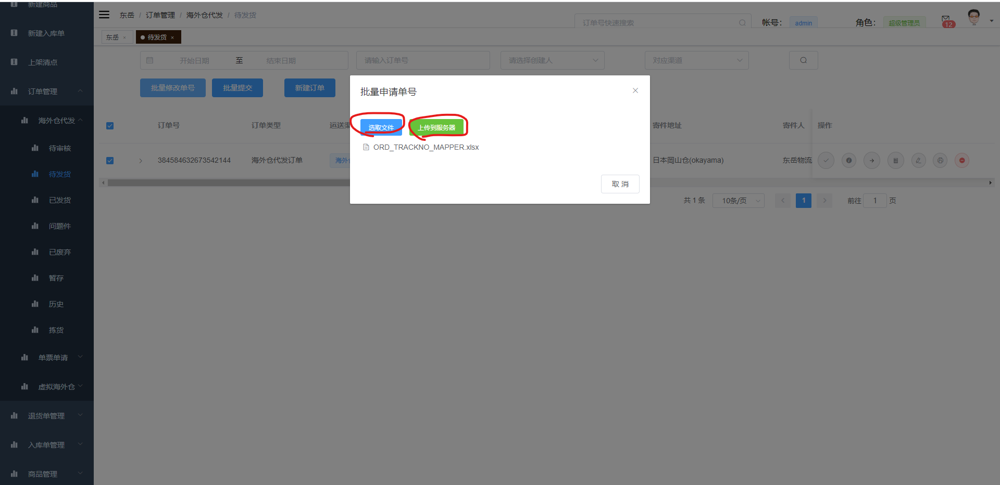 新建商品
新建入库单
上架清点
订单管理
海外仓代发
待审核
待发货
已发货
问题件
已废弃
暂存
历史
拣货
单票单请
虚拟海外仓
退货单管理
入库单管理
商品管理
东岳 / 订单管理 / 海外仓代发 / 待发货
订单号快速搜索
帐号： admin
角色： 超级管理员
12
东岳 ×
待发货 ×
开始日期 至 结束日期
请输入订单号
请选择创建人
对应渠道
批量修改单号 批量提交 新建订单
批量申请单号
选取文件 上传到服务器
ORD_TRACKNO_MAPPER.xlsx
取 消
订单号 订单类型 运送渠 寄件地址 寄件人 操作
384584632673542144 海外仓代发订单 海外 日本岡山仓(okayama) 东岳物流
共 1 条 10条/页 1 前往 1 页